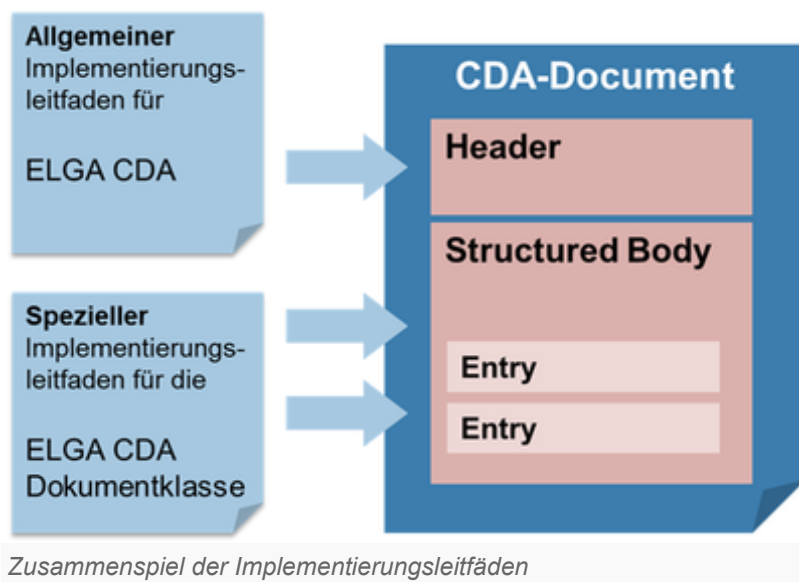 Allgemeiner
Implementierungs-
leitfaden für
ELGA CDA
Spezieller
Implementierungs-
leitfaden für die
ELGA CDA
Dokumentklasse
CDA-Document
Header
Structured Body
Entry
Entry
Zusammenspiel der Implementierungsleitfäden